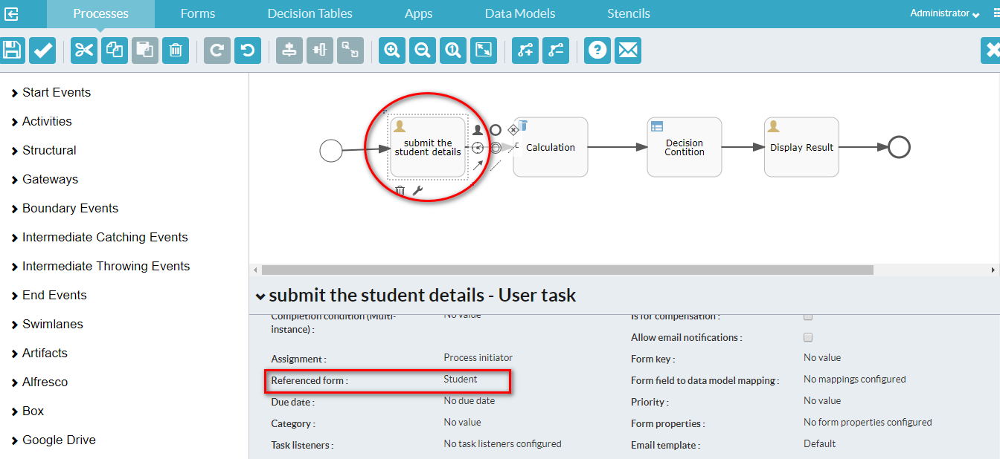 Processes
Forms
Decision Tables
Apps
Data Models
Stencils
Administrator
Start Events
Activities
Structural
Gateways
Boundary Events
Intermediate Catching Events
Intermediate Throwing Events
End Events
Swimlanes
Artifacts
Alfresco
Box
Google Drive
submit the
student details
Calculation
Decision
Contition
Display Result
submit the student details - User task
Completion condition (Multi-
instance) :
No value
Is for compensation :
Allow email notifications :
Assignment :
Process initiator
Form key :
No value
Referenced form :
Student
Form field to data model mapping :
No mappings configured
Due date :
No due date
Priority :
No value
Category :
No value
Form properties :
No form properties configured
Task listeners :
No task listeners configured
Email template :
Default